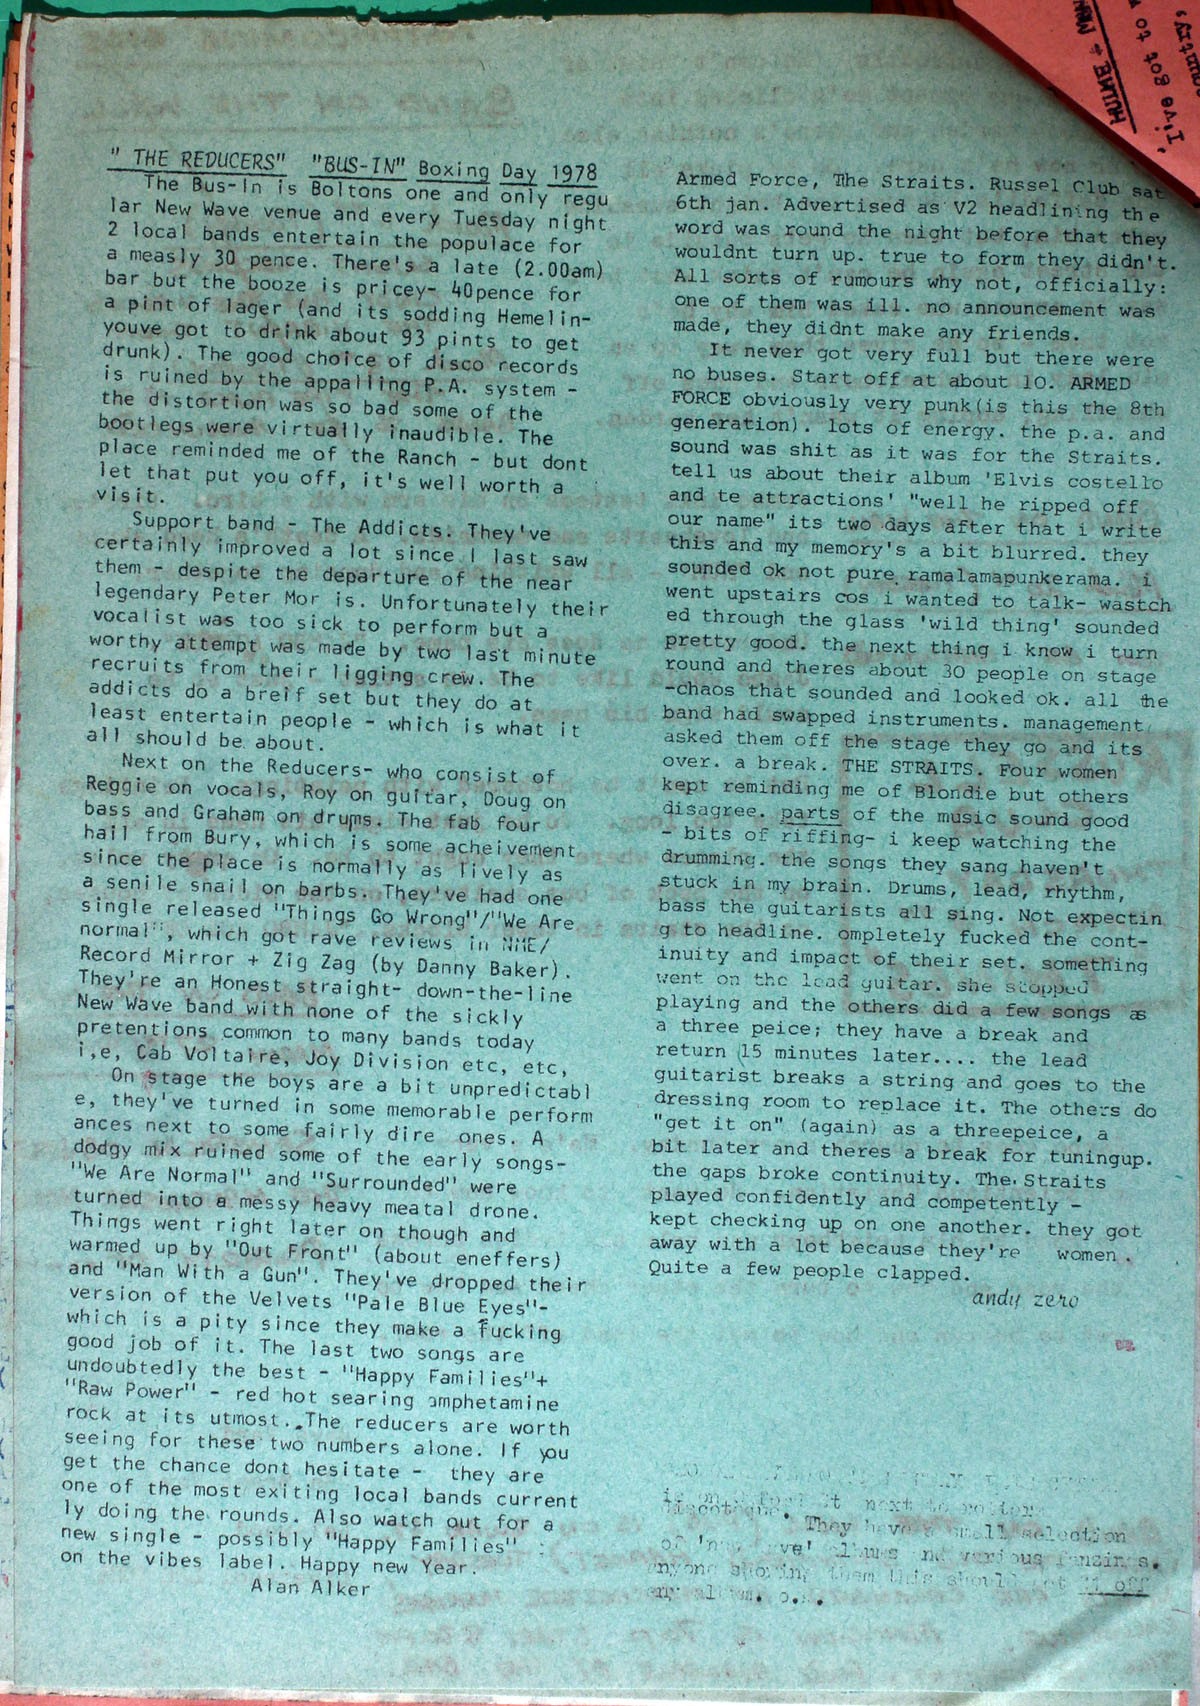 " THE REDUCERS" "BUS-IN" Boxing Day 1978
The Bus-In is Boltons one and only regu
lar New Wave venue and every Tuesday night
2 local bands entertain the populace for
a measly 30 pence. There's a late (2.00am)
bar but the booze is pricey- 40pence for
a pint of lager (and its sodding Hemelin-
youve got to drink about 93 pints to get
drunk). The good choice of disco records
is ruined by the appalling P.A. system -
the distortion was so bad some of the
bootlegs were virtually inaudible. The
place reminded me of the Ranch - but dont
let that put you off, it's well worth a
visit.
Support band - The Addicts. They've
certainly improved a lot since I last saw
them - despite the departure of the near
legendary Peter Mor is. Unfortunately their
vocalist was too sick to perform but a
worthy attempt was made by two last minute
recruits from their ligging crew. The
addicts do a breif set but they do at
least entertain people - which is what it
all should be about.
Next on the Reducers- who consist of
Reggie on vocals, Roy on guitar, Doug on
bass and Graham on drums. The fab four
hail from Bury, which is some acheivement
since the place is normally as lively as
a senile snail on barbs. They've had one
single released "Things Go Wrong"/"We Are
normal", which got rave reviews in NME/
Record Mirror + Zig Zag (by Danny Baker).
They're an Honest straight- down-the-line
New Wave band with none of the sickly
pretentions common to many bands today
i,e, Cab Voltaire, Joy Division etc, etc,
On stage the boys are a bit unpredictabl
e, they've turned in some memorable perform
ances next to some fairly dire ones. A
dodgy mix ruined some of the early songs-
"We Are Normal" and "Surrounded" were
turned into a messy heavy meatal drone.
Things went right later on though and
warmed up by "Out Front" (about eneffers)
and "Man With a Gun". They've dropped their
version of the Velvets "Pale Blue Eyes"-
which is a pity since they make a fucking
good job of it. The last two songs are
undoubtedly the best - "Happy Families"+
"Raw Power" - red hot searing amphetamine
rock at its utmost. The reducers are worth
seeing for these two numbers alone. If you
get the chance dont hesitate - they are
one of the most exiting local bands current
ly doing the rounds. Also watch out for a
new single - possibly "Happy Families"
on the vibes label. Happy new Year.
Alan Alker
Armed Force, The Straits. Russel Club sat
6th jan. Advertised as V2 headlining the
word was round the night before that they
wouldnt turn up. true to form they didn't.
All sorts of rumours why not, officially:
one of them was ill. no announcement was
made, they didnt make any friends.
It never got very full but there were
no buses. Start off at about 10. ARMED
FORCE obviously very punk(is this the 8th
generation). lots of energy. the p.a. and
sound was shit as it was for the Straits.
tell us about their album 'Elvis costello
and te attractions' "well he ripped off
our name" its two days after that i write
this and my memory's a bit blurred. they
sounded ok not pure ramalamapunkerama. i
went upstairs cos i wanted to talk- wastch
ed through the glass 'wild thing' sounded
pretty good. the next thing i know i turn
round and theres about 30 people on stage
-chaos that sounded and looked ok. all the
band had swapped instruments. management
asked them off the stage they go and its
over. a break. THE STRAITS. Four women
kept reminding me of Blondie but others
disagree. parts of the music sound good
- bits of riffing- i keep watching the
drumming. the songs they sang haven't
stuck in my brain. Drums, lead, rhythm,
bass the guitarists all sing. Not expectin
g to headline. ompletely fucked the cont-
inuity and impact of their set. something
went on the lead guitar. she stopped
playing and the others did a few songs as
a three peice; they have a break and
return 15 minutes later.... the lead
guitarist breaks a string and goes to the
dressing room to replace it. The others do
"get it on" (again) as a threepeice, a
bit later and theres a break for tuningup.
the gaps broke continuity. The Straits
played confidently and competently -
kept checking up on one another. they got
away with a lot because they're women.
Quite a few people clapped.
andy zero
next to
discoteque. They have a small selection
of 'new wave' albums and various fanzines.
anyone showing them this should get £1 off
any album. o.k.
HULME +
I've got to